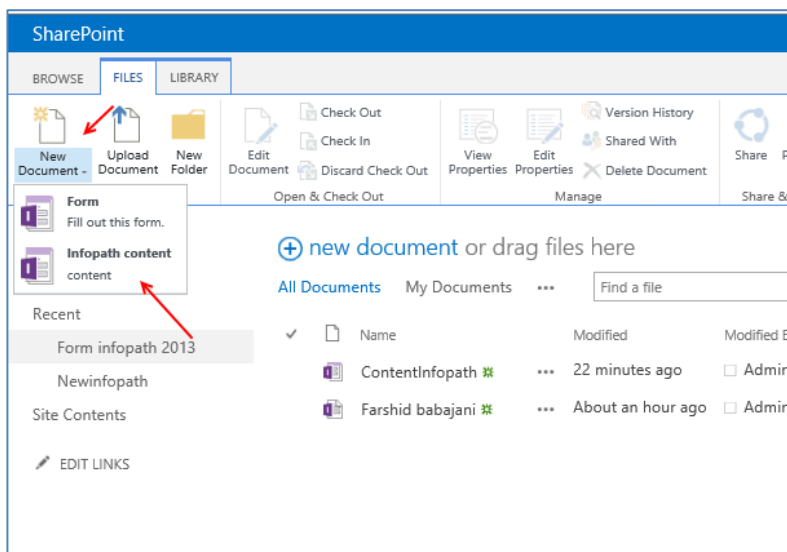 SharePoint
BROWSE FILES LIBRARY
New Document
Upload Document
New Folder
Edit Document
Check Out
Check In
Discard Check Out
Open & Check Out
View Properties
Edit Properties
Version History
Shared With
Delete Document
Manage
Share
Share &
Form
Fill out this form.
Infopath content
content
new document or drag files here
All Documents My Documents ••• Find a file
Recent
Form infopath 2013
Newinfopath
Site Contents
EDIT LINKS
Name Modified Modified
ContentInfopath ••• 22 minutes ago Admin
Farshid babajani ••• About an hour ago Admin